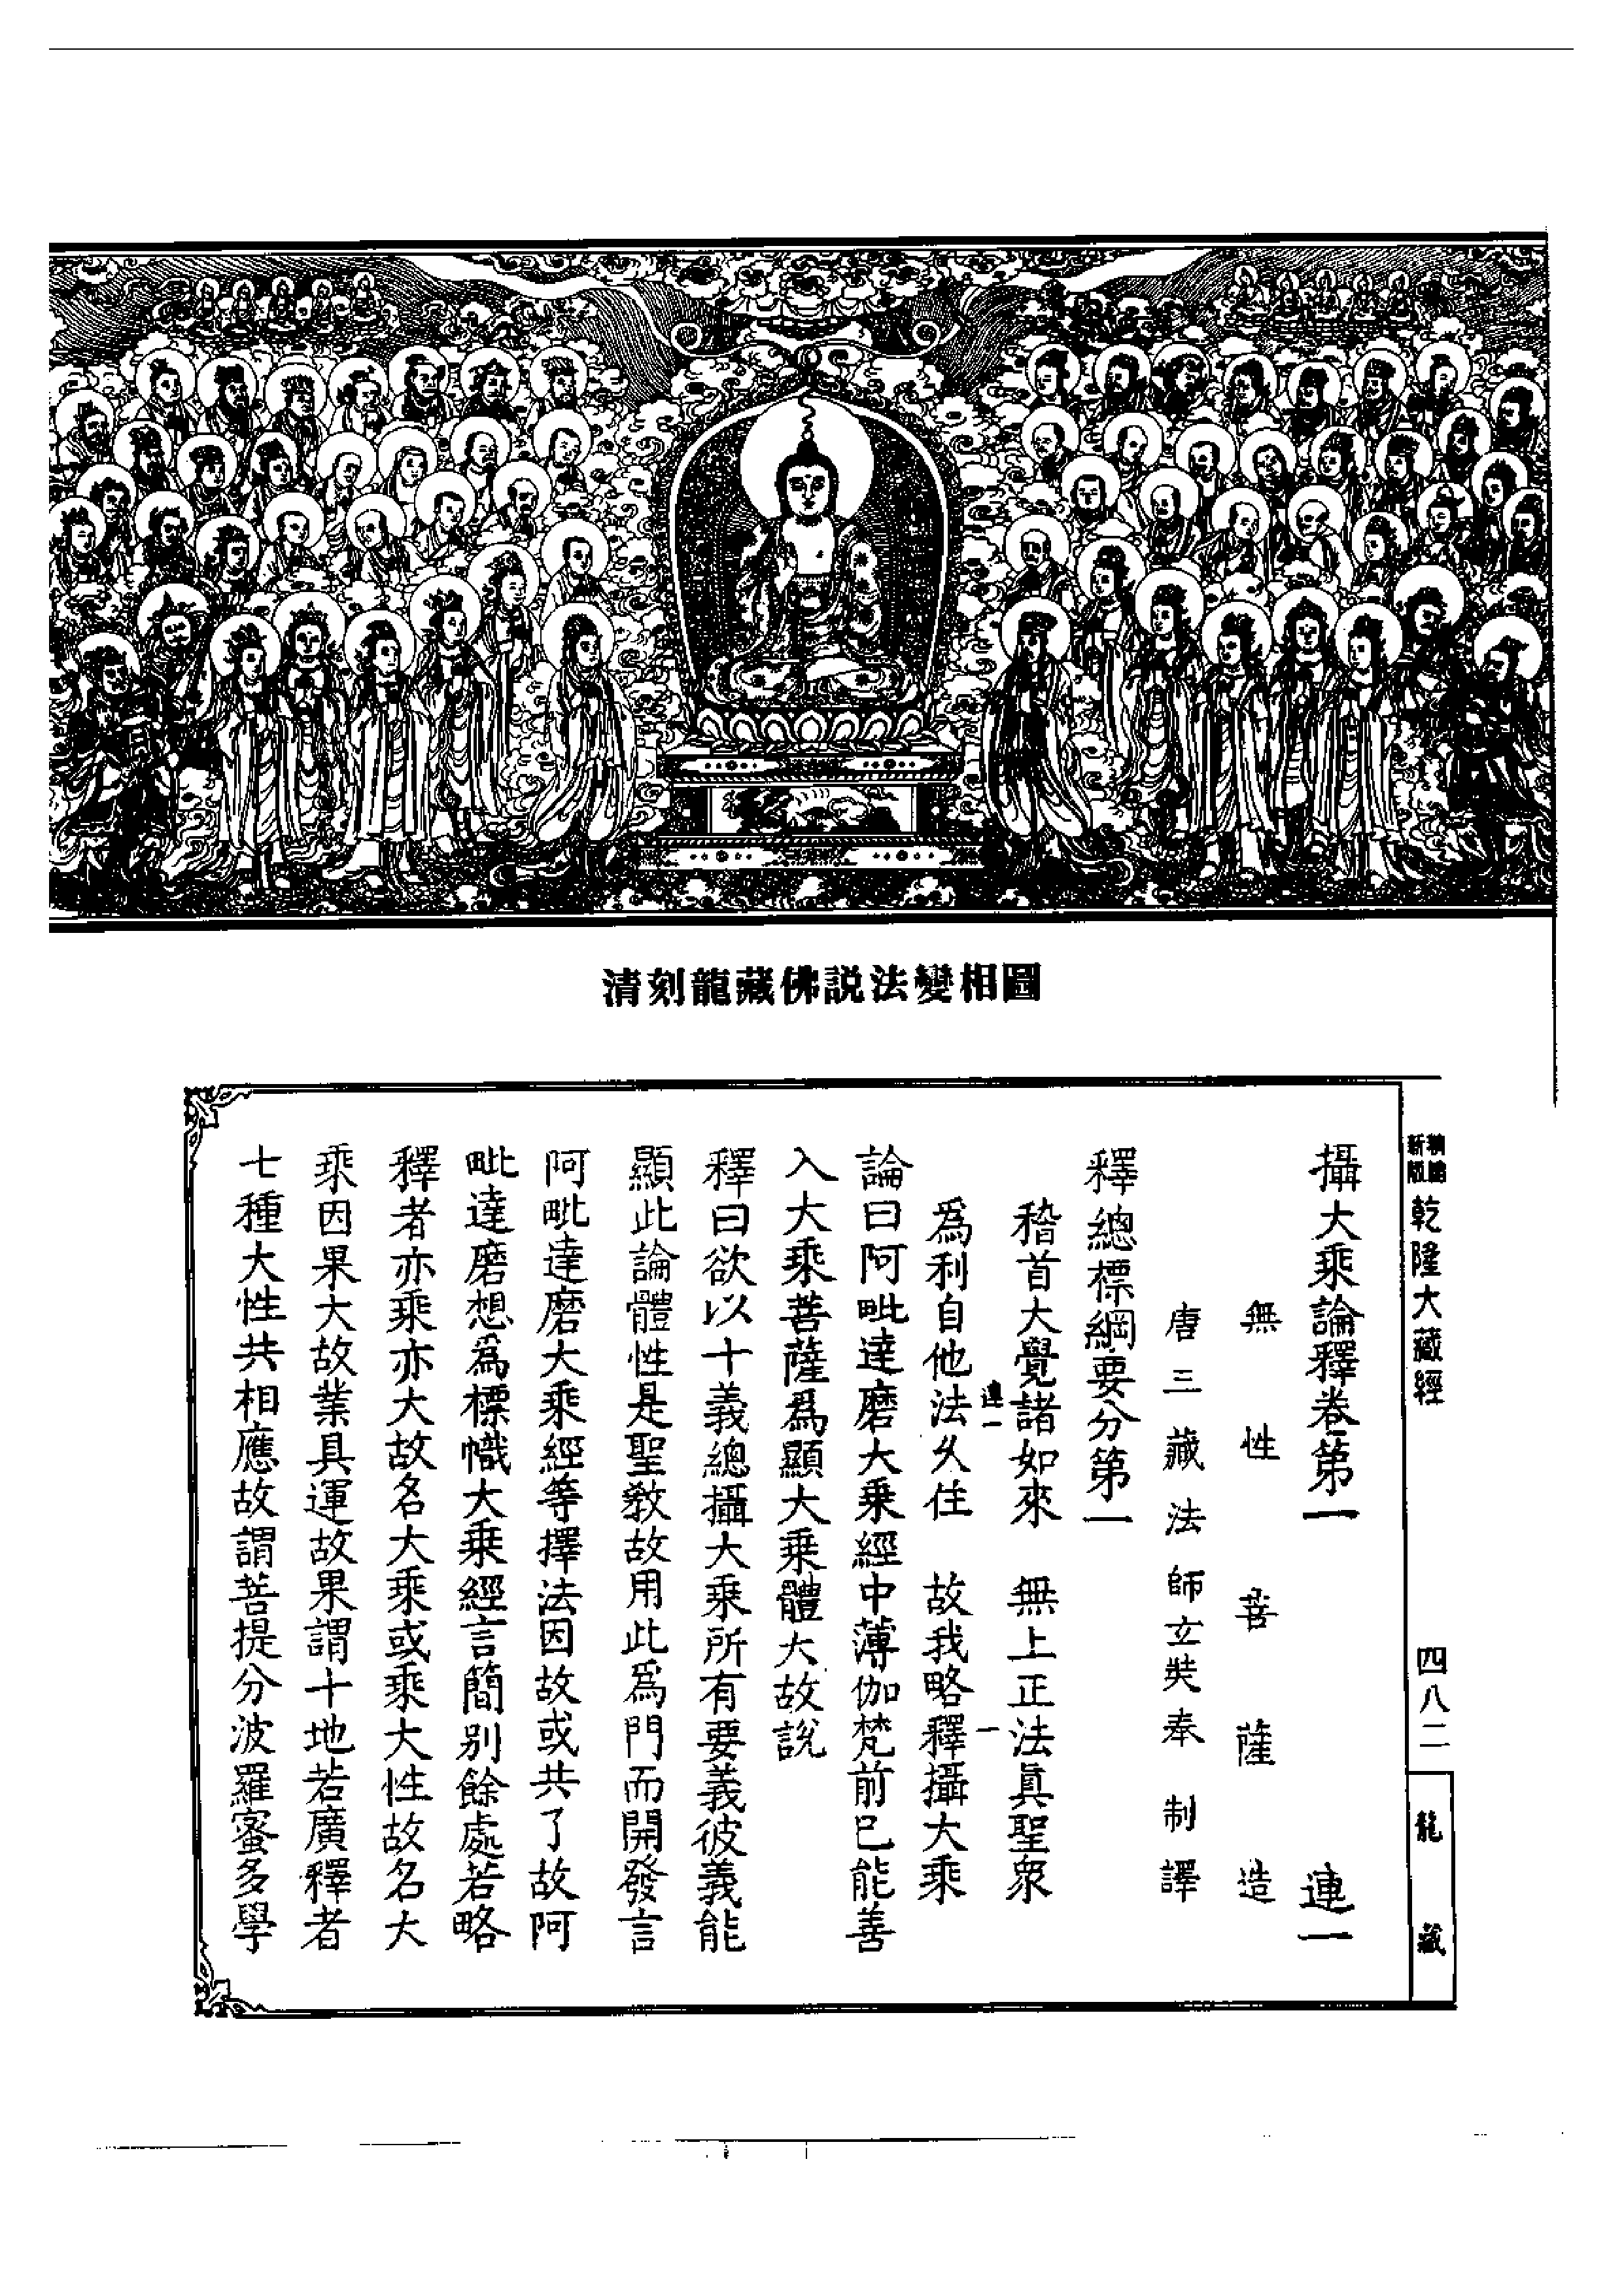 清刻龍藏佛説法變相圖
新版
乾隆大藏經
四八二
龍藏
攝大乘論釋卷第一 連一
無性菩薩造
唐三藏法師玄奘奉制譯
釋總標綱要分第一
稽首大覺諸如來 無上正法眞聖衆
連一 一
爲利自他法久住 故我略釋攝大乘
論曰阿毗達磨大乘經中薄伽梵前已能善
入大乘菩薩爲顯大乘體大故說
釋曰欲以十義總攝大乘所有要義彼義能
顯此論體性是聖教故用此爲門而開發言
阿毗達磨大乘經等擇法因故或共了故阿
毗達磨想爲標幟大乘經言簡別餘處若略
釋者亦乘亦大故名大乘或乘大性故名大
乘因果大故業具運故果謂十地若廣釋者
七種大性共相應故謂菩提分波羅蜜多學